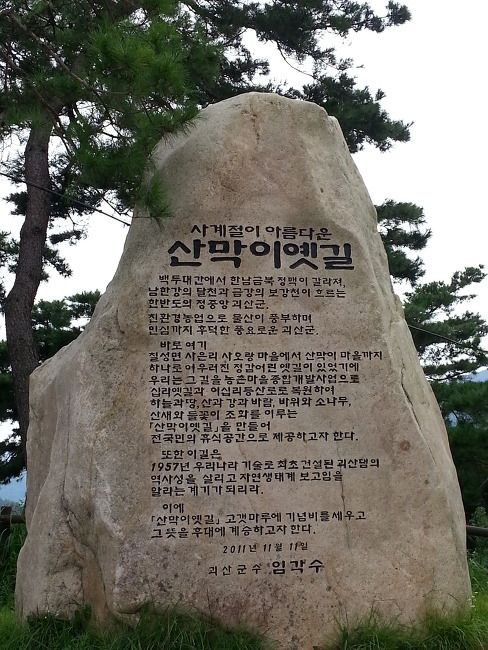 사계절이 아름다운
산막이옛길
백두대간에서 한남금북 정맥이 갈라져,
남한강의 달천과 금강의 보강천이 흐르는
한반도의 정중앙 괴산군.
친환경농업으로 물산이 풍부하며
인심까지 후덕한 풍요로운 괴산군.
바로 여기
칠성면 사은리 사오랑 마을에서 산막이 마을까지
하나로 어우러진 정감어린 옛길이 있었기에
우리는 그 길을 농촌마을종합개발사업으로
십리옛길과 이십리등산로로 복원하여
하늘과 땅, 산과 강과 바람, 바위와 소나무,
산새와 들꽃이 조화를 이루는
「산막이옛길」을 만들어
전국민의 휴식공간으로 제공하고자 한다.
또한 이길은
1957년 우리나라 기술로 최초건설된 괴산댐의
역사성을 살리고 자연생태계 보고임을
알리는 계기가 되리라.
이에
「산막이옛길」 고갯마루에 기념비를 세우고
그 뜻을 후대에 계승하고자 한다.
2011년 11월 11일
괴산군수 임각수